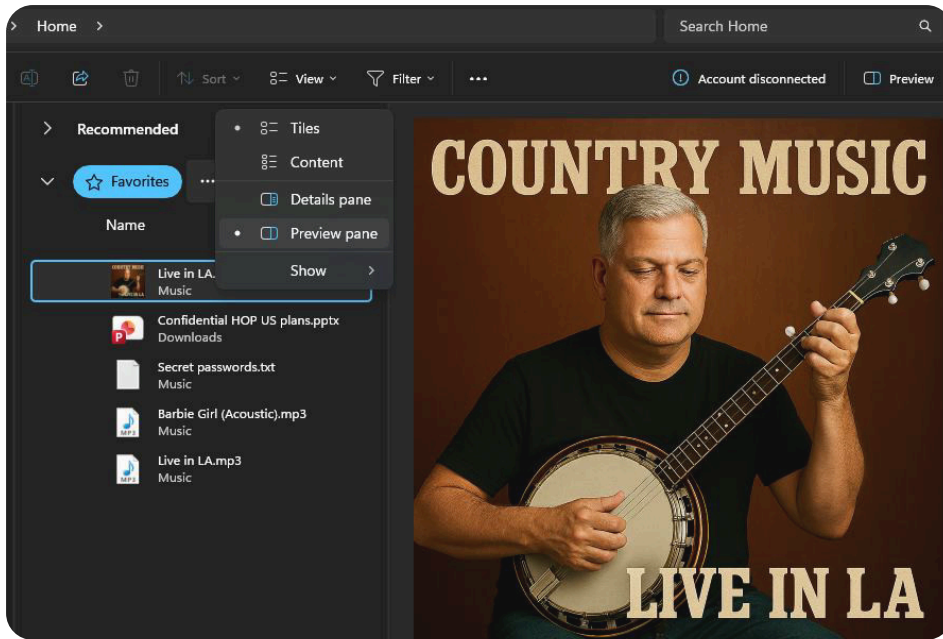 Home
Search Home
Sort
View
Filter
Account disconnected
Preview
Recommended
Favorites
Name
Tiles
Content
Details pane
Preview pane
Show
Live in LA.
Music
Confidential HOP US plans.pptx
Downloads
Secret passwords.txt
Music
Barbie Girl (Acoustic).mp3
Music
Live in LA.mp3
Music
COUNTRY MUSIC
LIVE IN LA